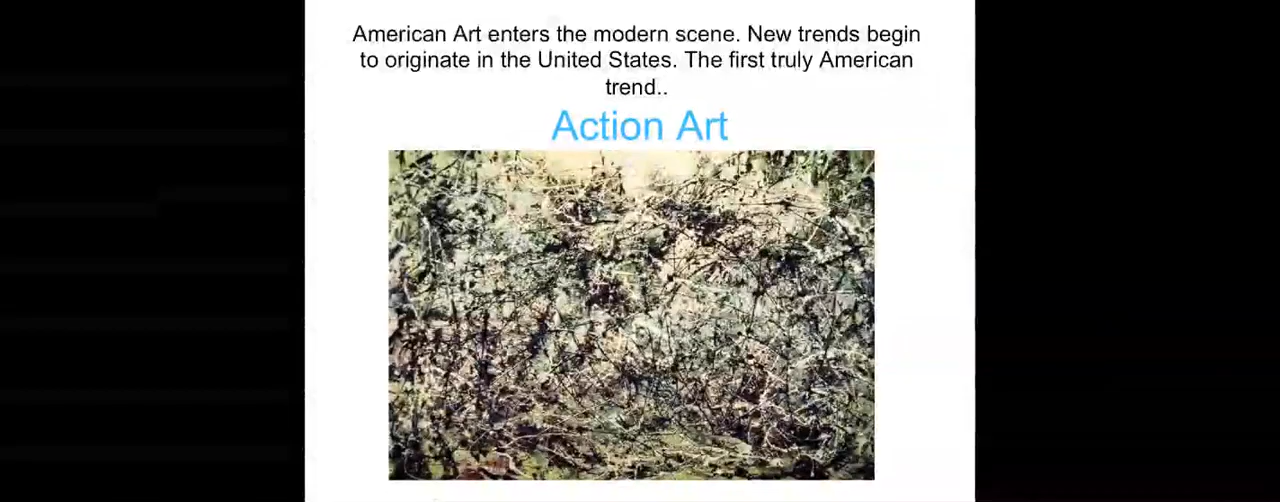 American Art enters the modern scene. New trends begin
to originate in the United States. The first truly American
trend..
Action Art